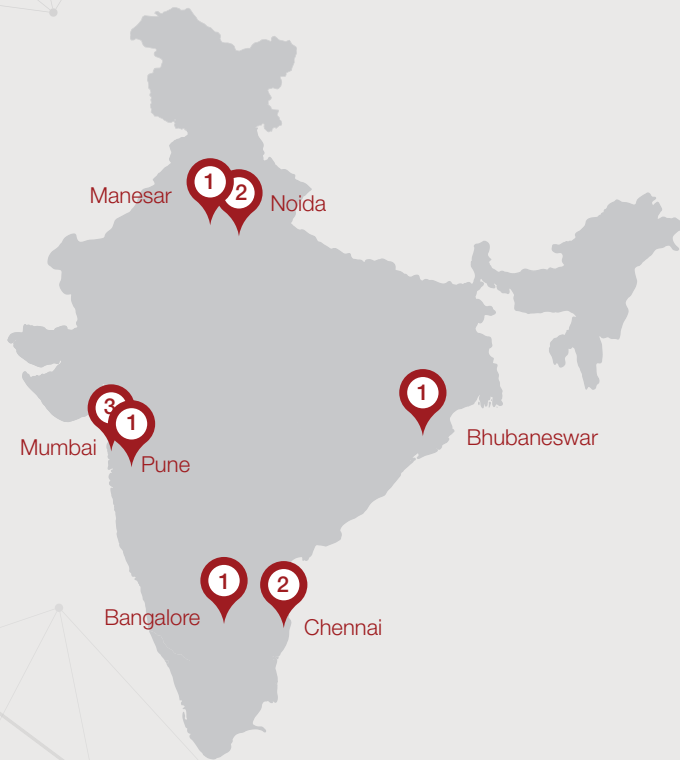 1
2
Manesar
Noida
1
3
1
Mumbai
Pune
Bhubaneswar
1
2
Bangalore
Chennai